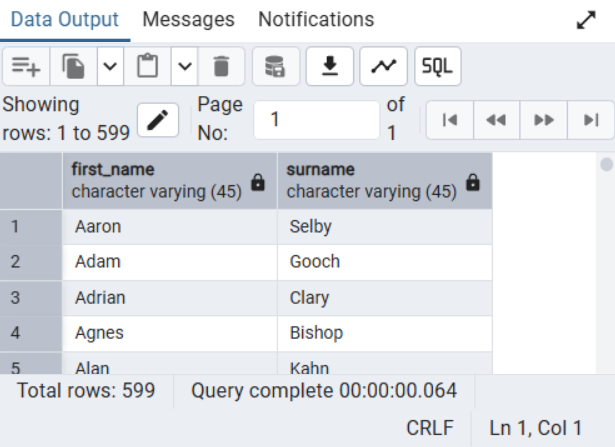 Data Output Messages Notifications
SQL
Showing rows: 1 to 599
Page No: 1 of 1
first_name character varying (45) surname character varying (45)
1 Aaron Selby
2 Adam Gooch
3 Adrian Clary
4 Agnes Bishop
5 Alan Kahn
Total rows: 599 Query complete 00:00:00.064
CRLF Ln 1, Col 1